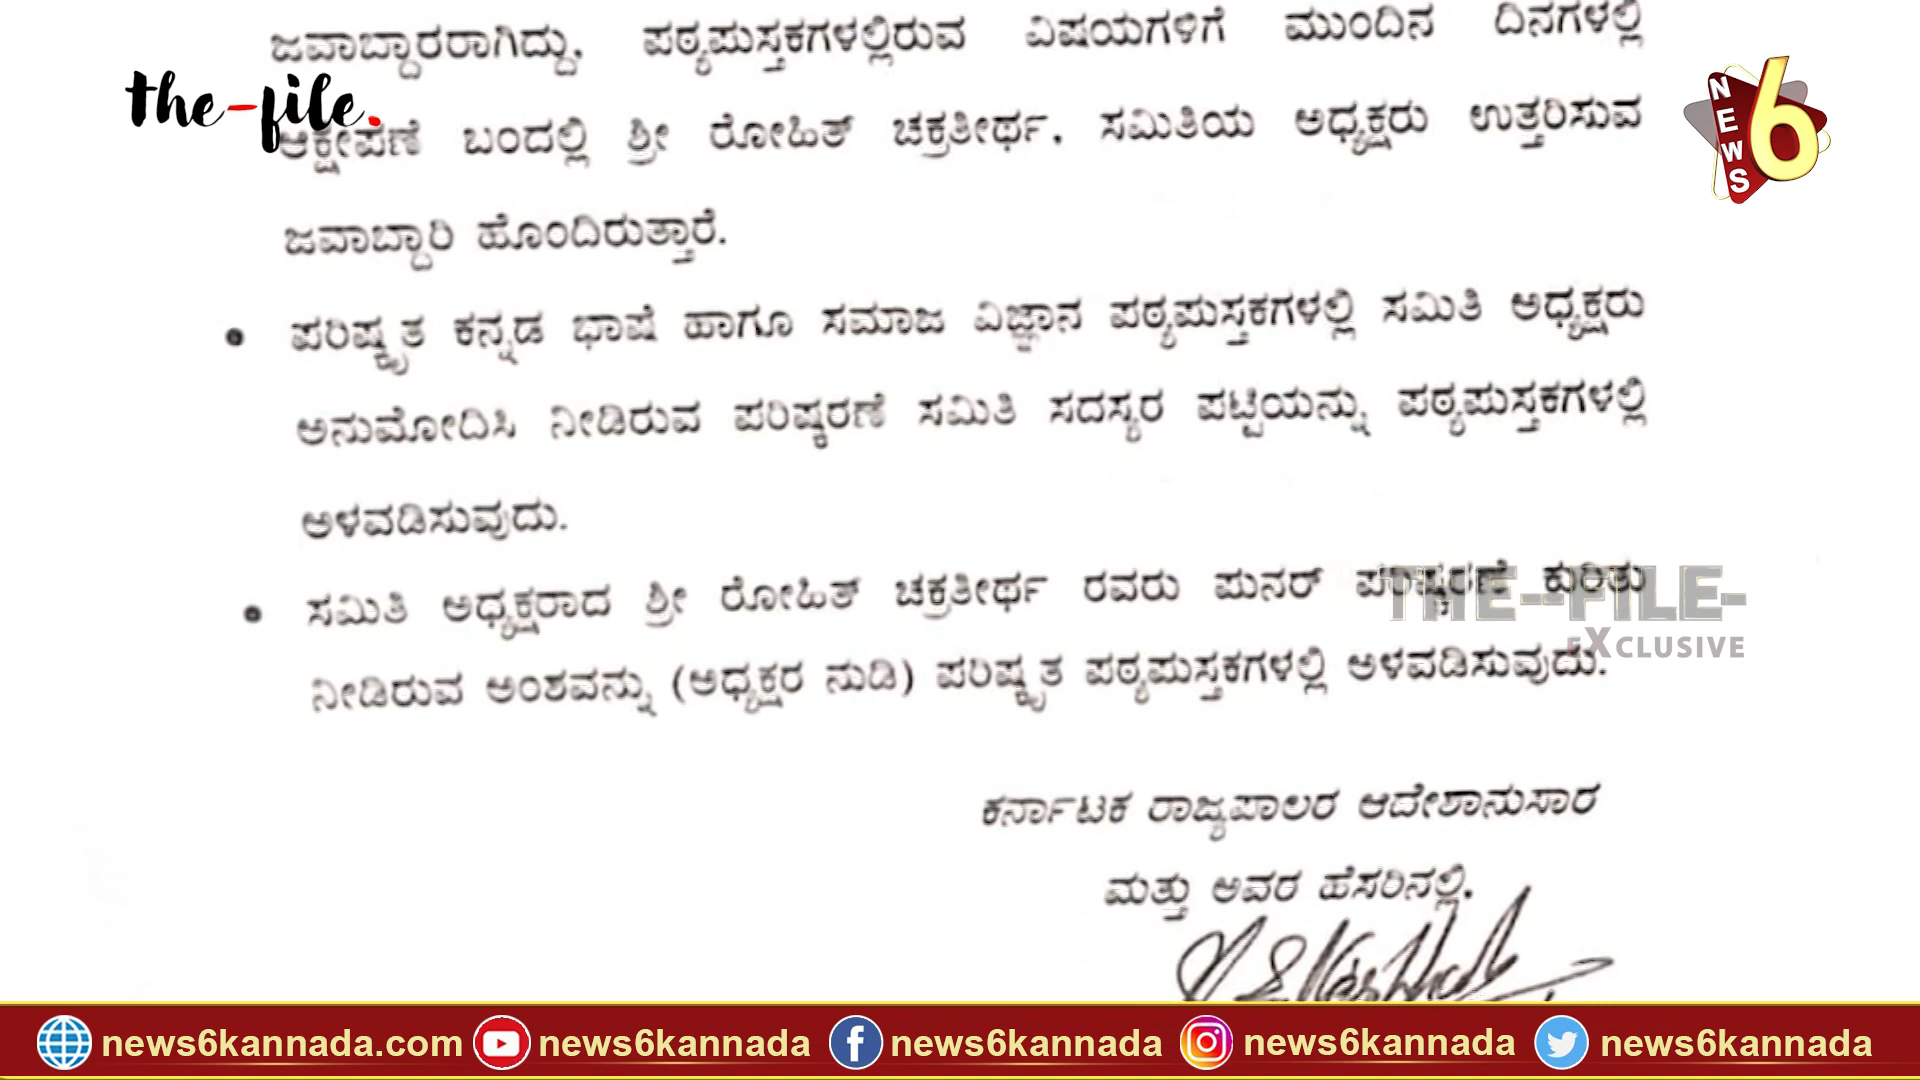 ಜವಾಬ್ದಾರರಾಗಿದ್ದು, ಪಠ್ಯಪುಸ್ತಕಗಳಲ್ಲಿರುವ ವಿಷಯಗಳಿಗೆ ಮುಂದಿನ ದಿನಗಳಲ್ಲಿ
the-file.
NEWS 6
ಆಕ್ಷೇಪಣೆ ಬಂದಲ್ಲಿ ಶ್ರೀ ರೋಹಿತ್ ಚಕ್ರತೀರ್ಥ, ಸಮಿತಿಯ ಅಧ್ಯಕ್ಷರು ಉತ್ತರಿಸುವ
ಜವಾಬ್ದಾರಿ ಹೊಂದಿರುತ್ತಾರೆ.
• ಪರಿಷ್ಕೃತ ಕನ್ನಡ ಭಾಷೆ ಹಾಗೂ ಸಮಾಜ ವಿಜ್ಞಾನ ಪಠ್ಯಪುಸ್ತಕಗಳಲ್ಲಿ ಸಮಿತಿ ಅಧ್ಯಕ್ಷರು
ಅನುಮೋದಿಸಿ ನೀಡಿರುವ ಪರಿಷ್ಕರಣೆ ಸಮಿತಿ ಸದಸ್ಯರ ಪಟ್ಟಿಯನ್ನು ಪಠ್ಯಪುಸ್ತಕಗಳಲ್ಲಿ
ಅಳವಡಿಸುವುದು.
• ಸಮಿತಿ ಅಧ್ಯಕ್ಷರಾದ ಶ್ರೀ ರೋಹಿತ್ ಚಕ್ರತೀರ್ಥ ರವರು ಪುನರ್ ಪರಿಷ್ಕರಣೆ ಕುರಿತು
THE--FILE-
EXCLUSIVE
ನೀಡಿರುವ ಅಂಶವನ್ನು (ಅಧ್ಯಕ್ಷರ ನುಡಿ) ಪರಿಷ್ಕೃತ ಪಠ್ಯಪುಸ್ತಕಗಳಲ್ಲಿ ಅಳವಡಿಸುವುದು.
ಕರ್ನಾಟಕ ರಾಜ್ಯಪಾಲರ ಆದೇಶಾನುಸಾರ
ಮತ್ತು ಅವರ ಹೆಸರಿನಲ್ಲಿ,
news6kannada.com news6kannada news6kannada news6kannada news6kannada